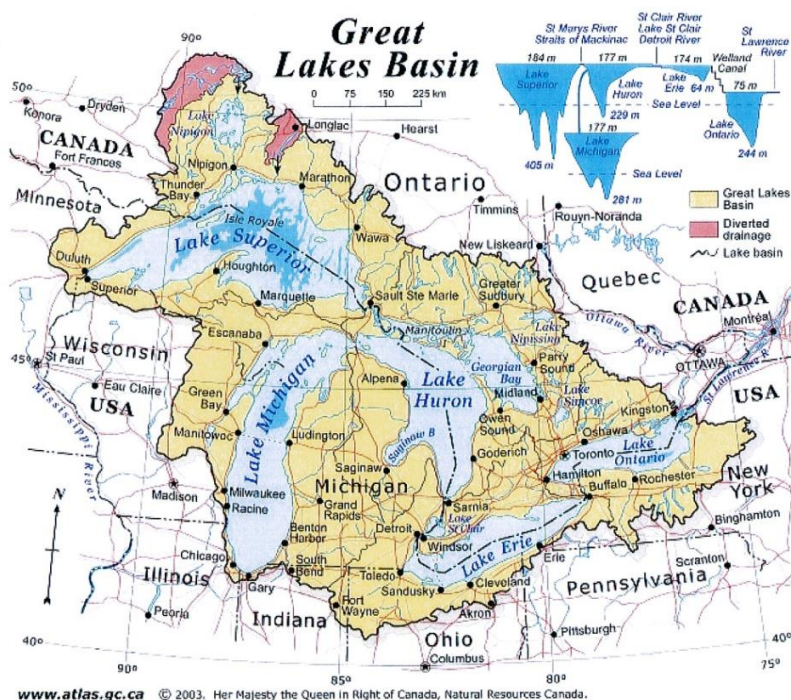 Great
Lakes Basin
0 75 150 225 km
St Marys River
Straits of Mackinac
St Clair River
Lake St Clair
Detroit River
St
Lawrence
River
Welland
Canal
184 m
177 m
174 m
75 m
Lake
Superior
Lake
Huron
Lake
Erie
64 m
Sea Level
229 m
177 m
Lake
Michigan
Lake
Ontario
405 m
244 m
Sea Level
281 m
Great Lakes
Basin
Diverted
drainage
Lake basin
90°
50°
Konora
Dryden
CANADA
Fort Frances
Lake
Nipigon
Longlac
Hearst
Nipigon
Marathon
Thunder
Bay
Ontario
Minnesota
Timmins
Rouyn-Noranda
Isle Royale
Lake Superior
Wawa
New Liskeard
Duluth
Superior
Houghton
Marquette
Sault Ste Marie
Greater
Sudbury
Quebec
CANADA
Montréal
Ottawa River
OTTAWA
Manitoulin I
Lake
Nipissing
Parry
Sound
Georgian
Bay
Midland
Lake
Simcoe
St Lawrence R
Kingston
USA
45°
St Paul
Wisconsin
Escanaba
Eau Claire
USA
Mississippi River
Green
Bay
Manitowoc
Lake Michigan
Ludington
Alpena
Lake
Huron
Owen
Sound
Goderich
Saginaw B
Saginaw
Oshawa
Toronto
Lake
Ontario
Hamilton
Buffalo
Rochester
New
York
Michigan
Grand
Rapids
Sarnia
Lake
St Clair
N
Madison
Milwaukee
Racine
Benton
Harbor
South
Bend
Detroit
Windsor
Lake Erie
Erie
Binghamton
Scranton
Pennsylvania
Chicago
Gary
Illinois
Peoria
Indiana
Fort
Wayne
Toledo
Sandusky
Cleveland
Akron
Ohio
Columbus
Pittsburgh
40°
90°
85°
80°
75°
40°
www.atlas.gc.ca © 2003. Her Majesty the Queen in Right of Canada, Natural Resources Canada.